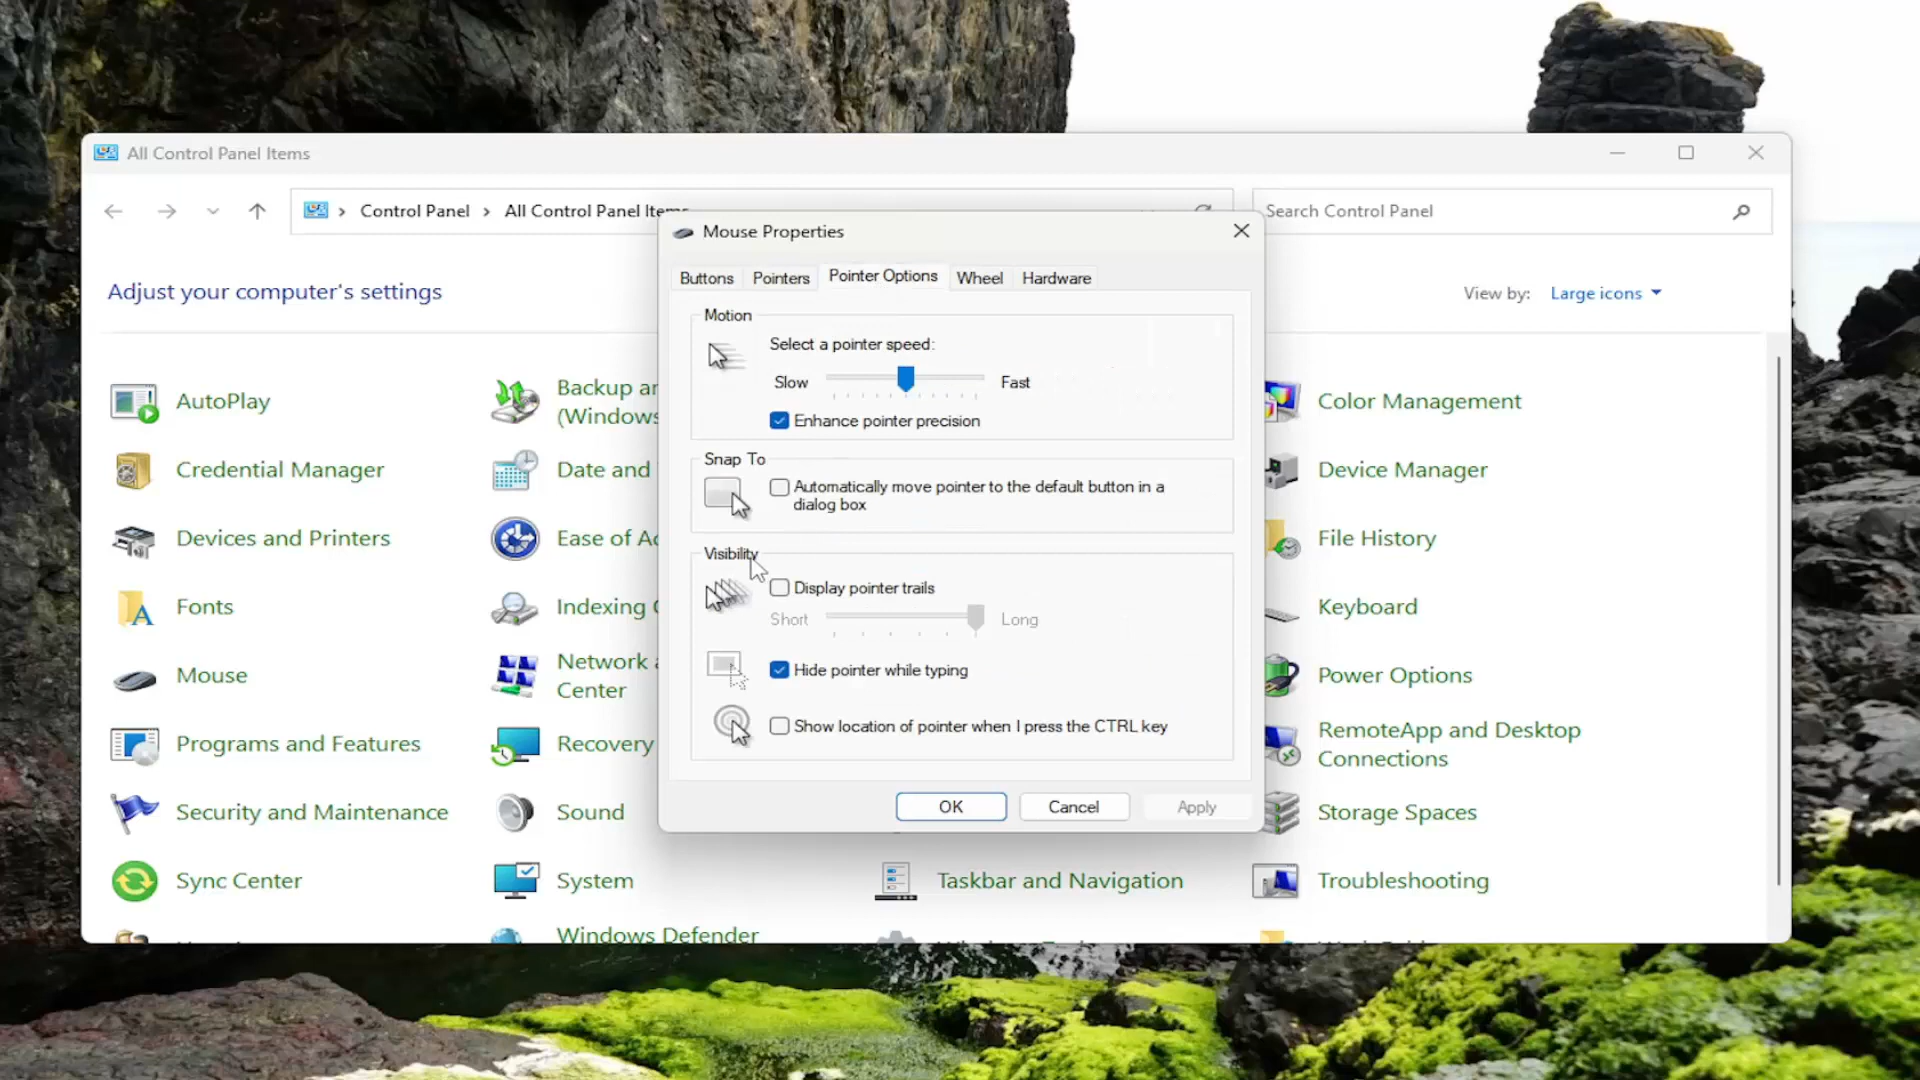 All Control Panel Items
Control Panel
All Control Panel Items
Search Control Panel
Mouse Properties
Buttons
Pointers
Pointer Options
Wheel
Hardware
Adjust your computer's settings
View by:
Large icons
Motion
Select a pointer speed:
Slow
Fast
Enhance pointer precision
Snap To
Automatically move pointer to the default button in a
dialog box
Visibility
Display pointer trails
Short
Long
Hide pointer while typing
Show location of pointer when I press the CTRL key
OK
Cancel
Apply
AutoPlay
Backup
(Windows
Color Management
Credential Manager
Date and
Device Manager
Devices and Printers
Ease of
File History
Fonts
Indexing
Keyboard
Mouse
Network
Center
Power Options
Programs and Features
Recovery
RemoteApp and Desktop
Connections
Security and Maintenance
Sound
Storage Spaces
Sync Center
System
Taskbar and Navigation
Troubleshooting
Windows Defender